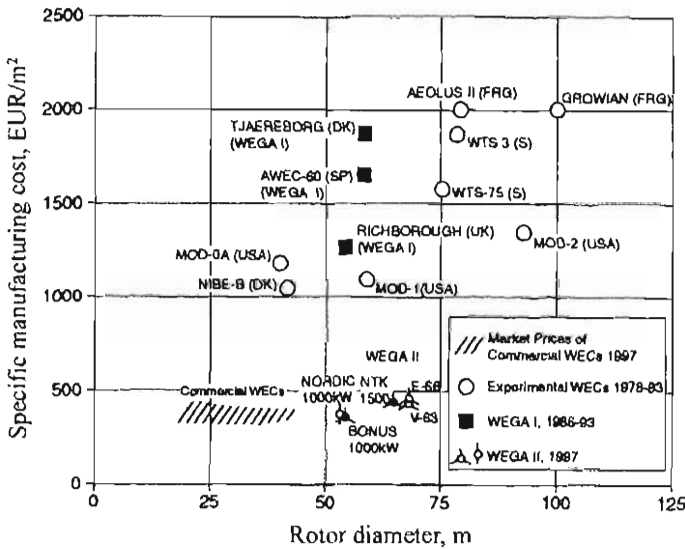 Specific manufacturing cost, EUR/m²
2500
2000
1500
1000
500
0
AEOLUS II (FRG)
GROWIAN (FRG)
TJAEREBORG (DK)
(WEGA I)
WTS 3 (S)
AWEC-60 (SP)
(WEGA I)
WTS-75 (S)
RICHBOROUGH (UK)
(WEGA I)
MOD-2 (USA)
MOD-0A (USA)
NIBE-B (DK)
MOD-1 (USA)
WEGA II
Commercial WECs
NORDIC NTK
1000kW 1500
E-66
V-63
BONUS
1000kW
Market Prices of
Commercial WECs 1997
Experimental WECs 1978-83
WEGA I, 1986-93
WEGA II, 1997
0 25 50 75 100 125
Rotor diameter, m